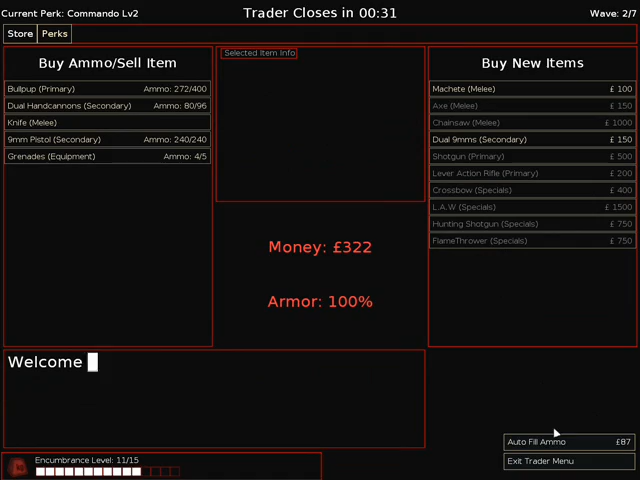 Current Perk: Commando Lv2
Trader Closes in 00:31
Wave: 2/7
Store
Perks
Buy Ammo/Sell Item
Bullpup (Primary) Ammo: 272/400
Dual Handcannons (Secondary) Ammo: 80/96
Knife (Melee)
9mm Pistol (Secondary) Ammo: 240/240
Grenades (Equipment) Ammo: 4/5
Selected Item Info
Money: £322
Armor: 100%
Buy New Items
Machete (Melee) £ 100
Axe (Melee) £ 150
Chainsaw (Melee) £ 1000
Dual 9mms (Secondary) £ 150
Shotgun (Primary) £ 500
Lever Action Rifle (Primary) £ 200
Crossbow (Specials) £ 400
L.A.W (Specials) £ 1500
Hunting Shotgun (Specials) £ 750
FlameThrower (Specials) £ 750
Welcome
Auto Fill Ammo £87
Exit Trader Menu
Encumbrance Level: 11/15